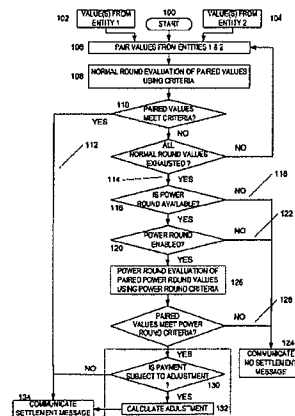 VALUE(S) FROM
ENTITY 1
102
100
START
VALUE(S) FROM
ENTITY 2
104
106
PAIR VALUES FROM ENTITIES 1 & 2
108
NORMAL ROUND EVALUATION OF PAIRED VALUES
USING CRITERIA
110
PAIRED VALUES
MEET CRITERIA?
YES
NO
112
ALL
NORMAL ROUND VALUES
EXHAUSTED ?
NO
114
YES
116
IS POWER
ROUND AVAILABLE?
NO
118
YES
120
POWER ROUND
ENABLED?
NO
122
YES
POWER ROUND EVALUATION OF
PAIRED POWER ROUND VALUES
USING POWER ROUND CRITERIA
126
PAIRED
VALUES MEET POWER
ROUND CRITERIA?
NO
128
YES
124
COMMUNICATE
NO SETTLEMENT
MESSAGE
IS PAYMENT
SUBJECT TO ADJUSTMENT
?
130
NO
YES
134
COMMUNICATE
SETTLEMENT MESSAGE
CALCULATE ADJUSTMENT
132